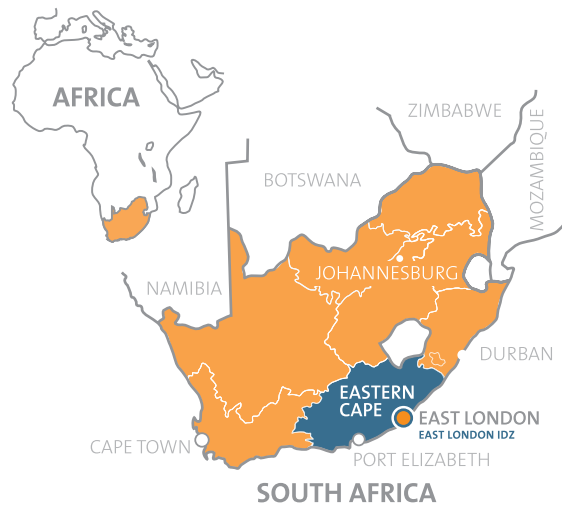 AFRICA
ZIMBABWE
MOZAMBIQUE
BOTSWANA
JOHANNESBURG
NAMIBIA
DURBAN
EASTERN
CAPE
EAST LONDON
EAST LONDON IDZ
CAPE TOWN
PORT ELIZABETH
SOUTH AFRICA